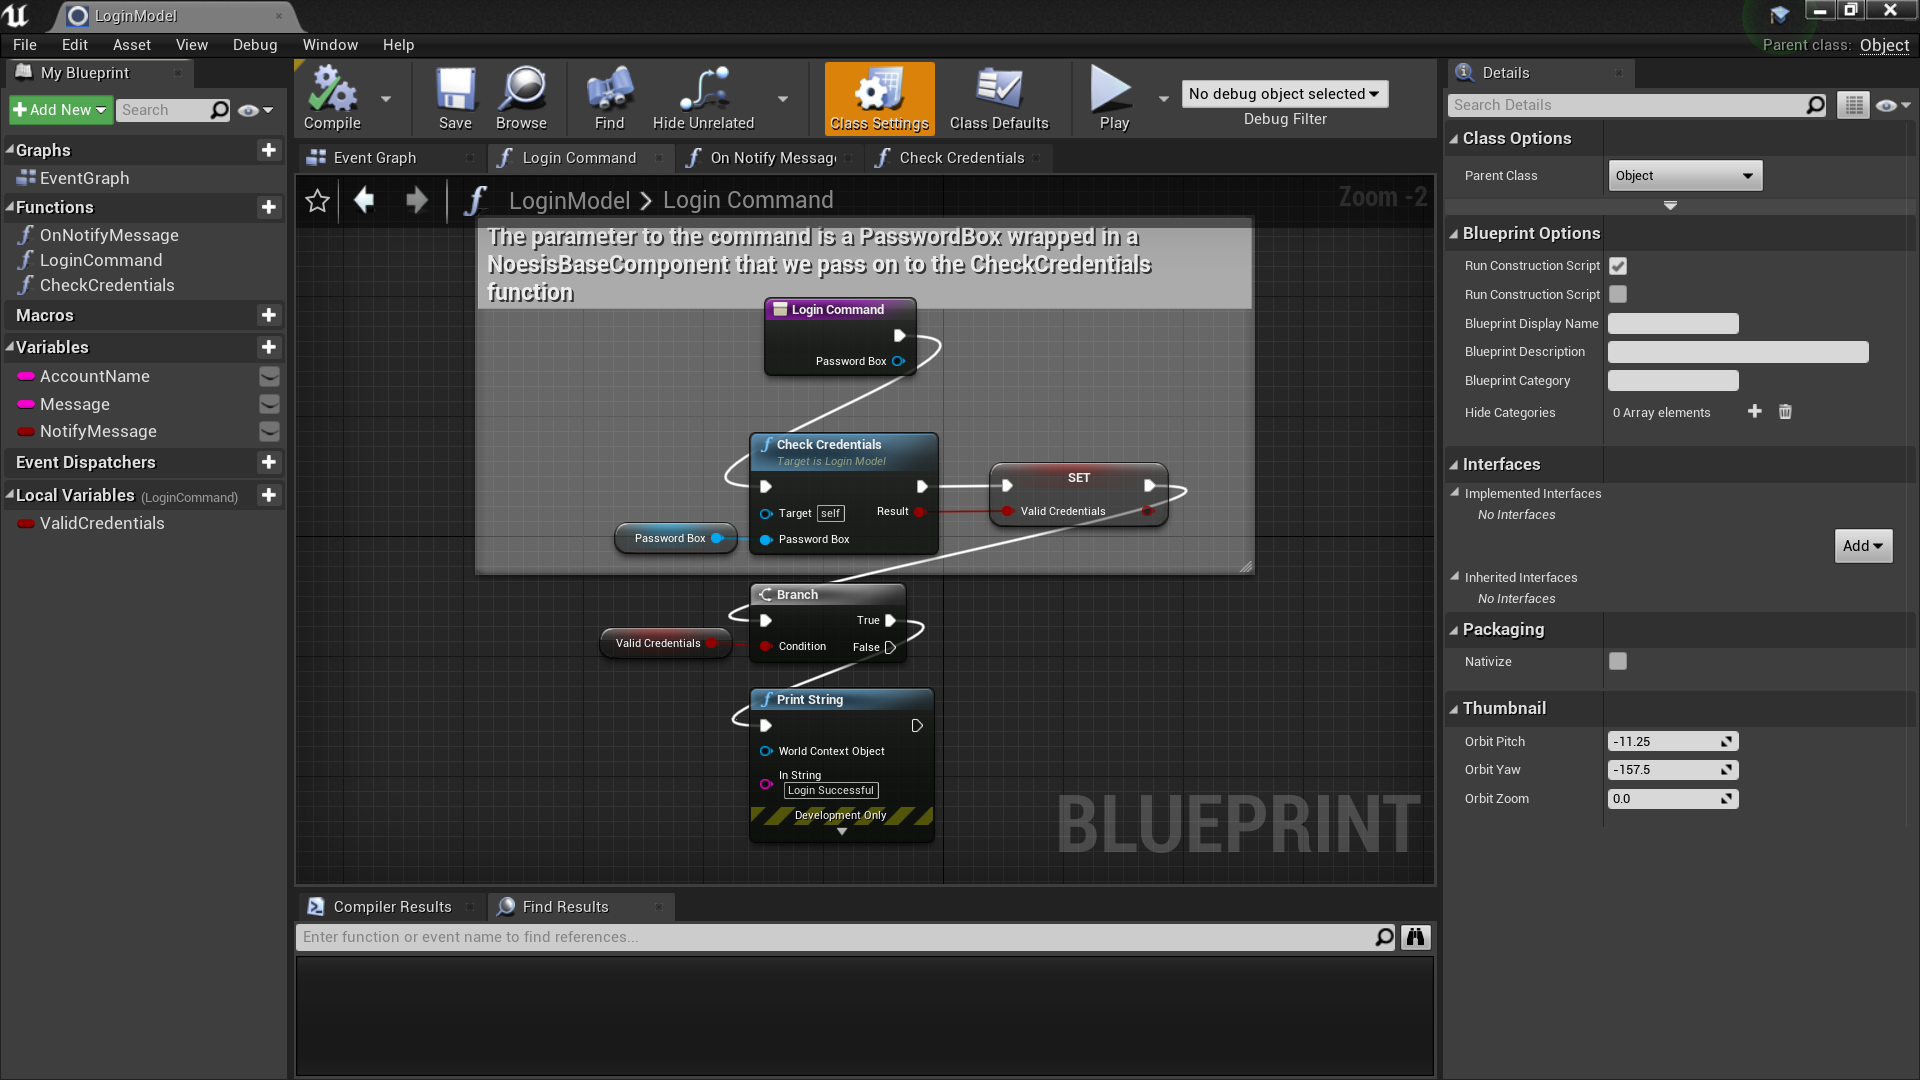 LoginModel
File Edit Asset View Debug Window Help
Parent class: Object
My Blueprint
Add New
Search
Graphs
EventGraph
Functions
OnNotifyMessage
LoginCommand
CheckCredentials
Macros
Variables
AccountName
Message
NotifyMessage
Event Dispatchers
Local Variables (LoginCommand)
ValidCredentials
Compile
Save
Browse
Find
Hide Unrelated
Class Settings
Class Defaults
Play
No debug object selected
Debug Filter
Event Graph
Login Command
On Notify Messag
Check Credentials
LoginModel > Login Command
Zoom -2
The parameter to the command is a PasswordBox wrapped in a
NoesisBaseComponent that we pass on to the CheckCredentials
function
Login Command
Password Box
Check Credentials
Target is Login Model
Target self
Result
Password Box
Password Box
SET
Valid Credentials
Branch
True
Condition
False
Valid Credentials
Print String
World Context Object
In String
Login Successful
Development Only
BLUEPRINT
Compiler Results
Find Results
Enter function or event name to find references...
Details
Search Details
Class Options
Parent Class Object
Blueprint Options
Run Construction Script
Run Construction Script
Blueprint Display Name
Blueprint Description
Blueprint Category
Hide Categories 0 Array elements
Interfaces
Implemented Interfaces
No Interfaces
Add
Inherited Interfaces
No Interfaces
Packaging
Nativize
Thumbnail
Orbit Pitch -11.25
Orbit Yaw -157.5
Orbit Zoom 0.0